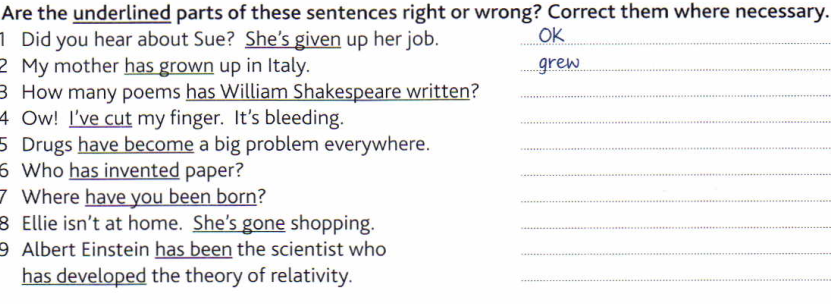 Are the underlined parts of these sentences right or wrong? Correct them where necessary.
1 Did you hear about Sue? She's given up her job. OK
2 My mother has grown up in Italy. grew
3 How many poems has William Shakespeare written?
4 Ow! I've cut my finger. It's bleeding.
5 Drugs have become a big problem everywhere.
6 Who has invented paper?
7 Where have you been born?
8 Ellie isn't at home. She's gone shopping.
9 Albert Einstein has been the scientist who
has developed the theory of relativity.